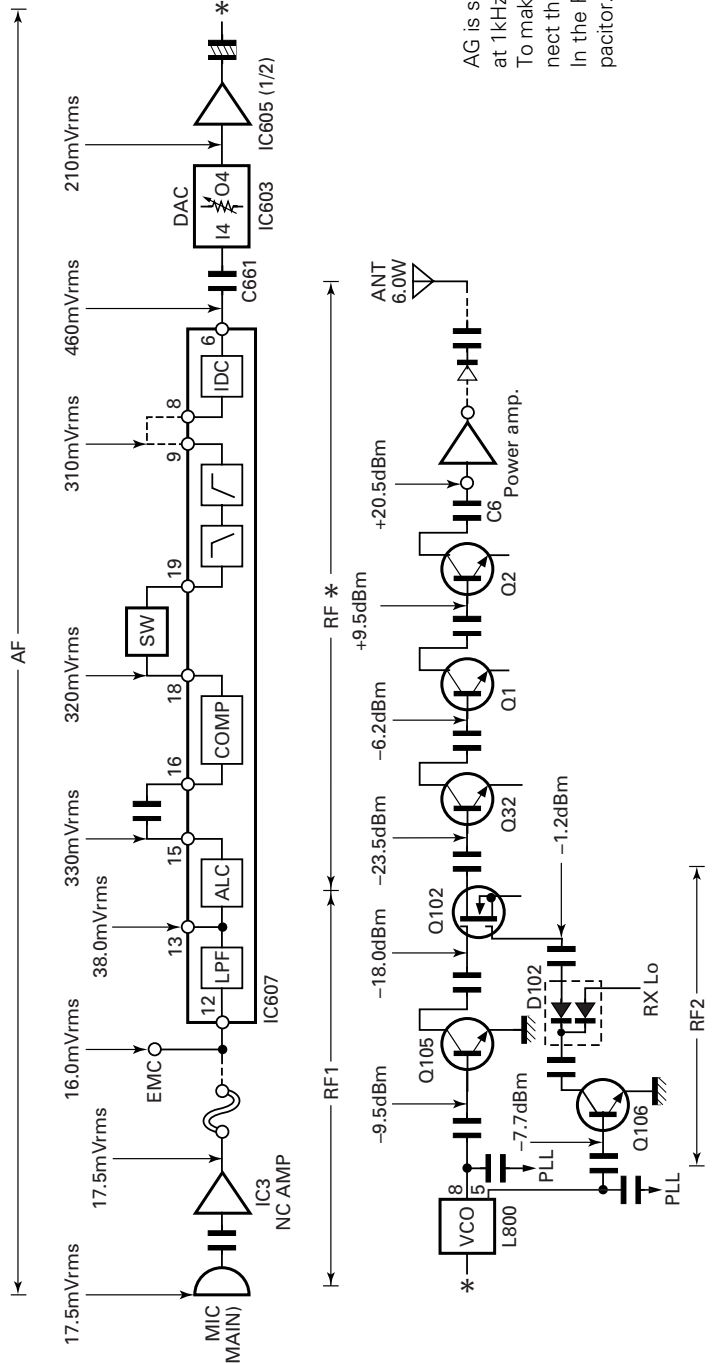 AF
17.5mVrms
17.5mVrms
16.0mVrms
38.0mVrms
330mVrms
320mVrms
310mVrms
460mVrms
210mVrms
MIC
MAIN)
IC3
NC AMP
EMC
12
LPF
13
ALC
15
16
COMP
18
SW
19
9
8
IDC
6
IC607
C661
DAC
I4 O4
IC603
IC605 (1/2)
*
RF1
RF *
*
VCO
L800
8
5
PLL
PLL
-9.5dBm
Q105
-18.0dBm
Q102
-23.5dBm
Q32
-6.2dBm
Q1
+9.5dBm
Q2
C6
+20.5dBm
Power amp.
ANT
6.0W
-7.7dBm
Q106
D102
-1.2dBm
RX Lo
RF2
AG is s
at 1kHz
To mak
nect th
In the
pacitor.